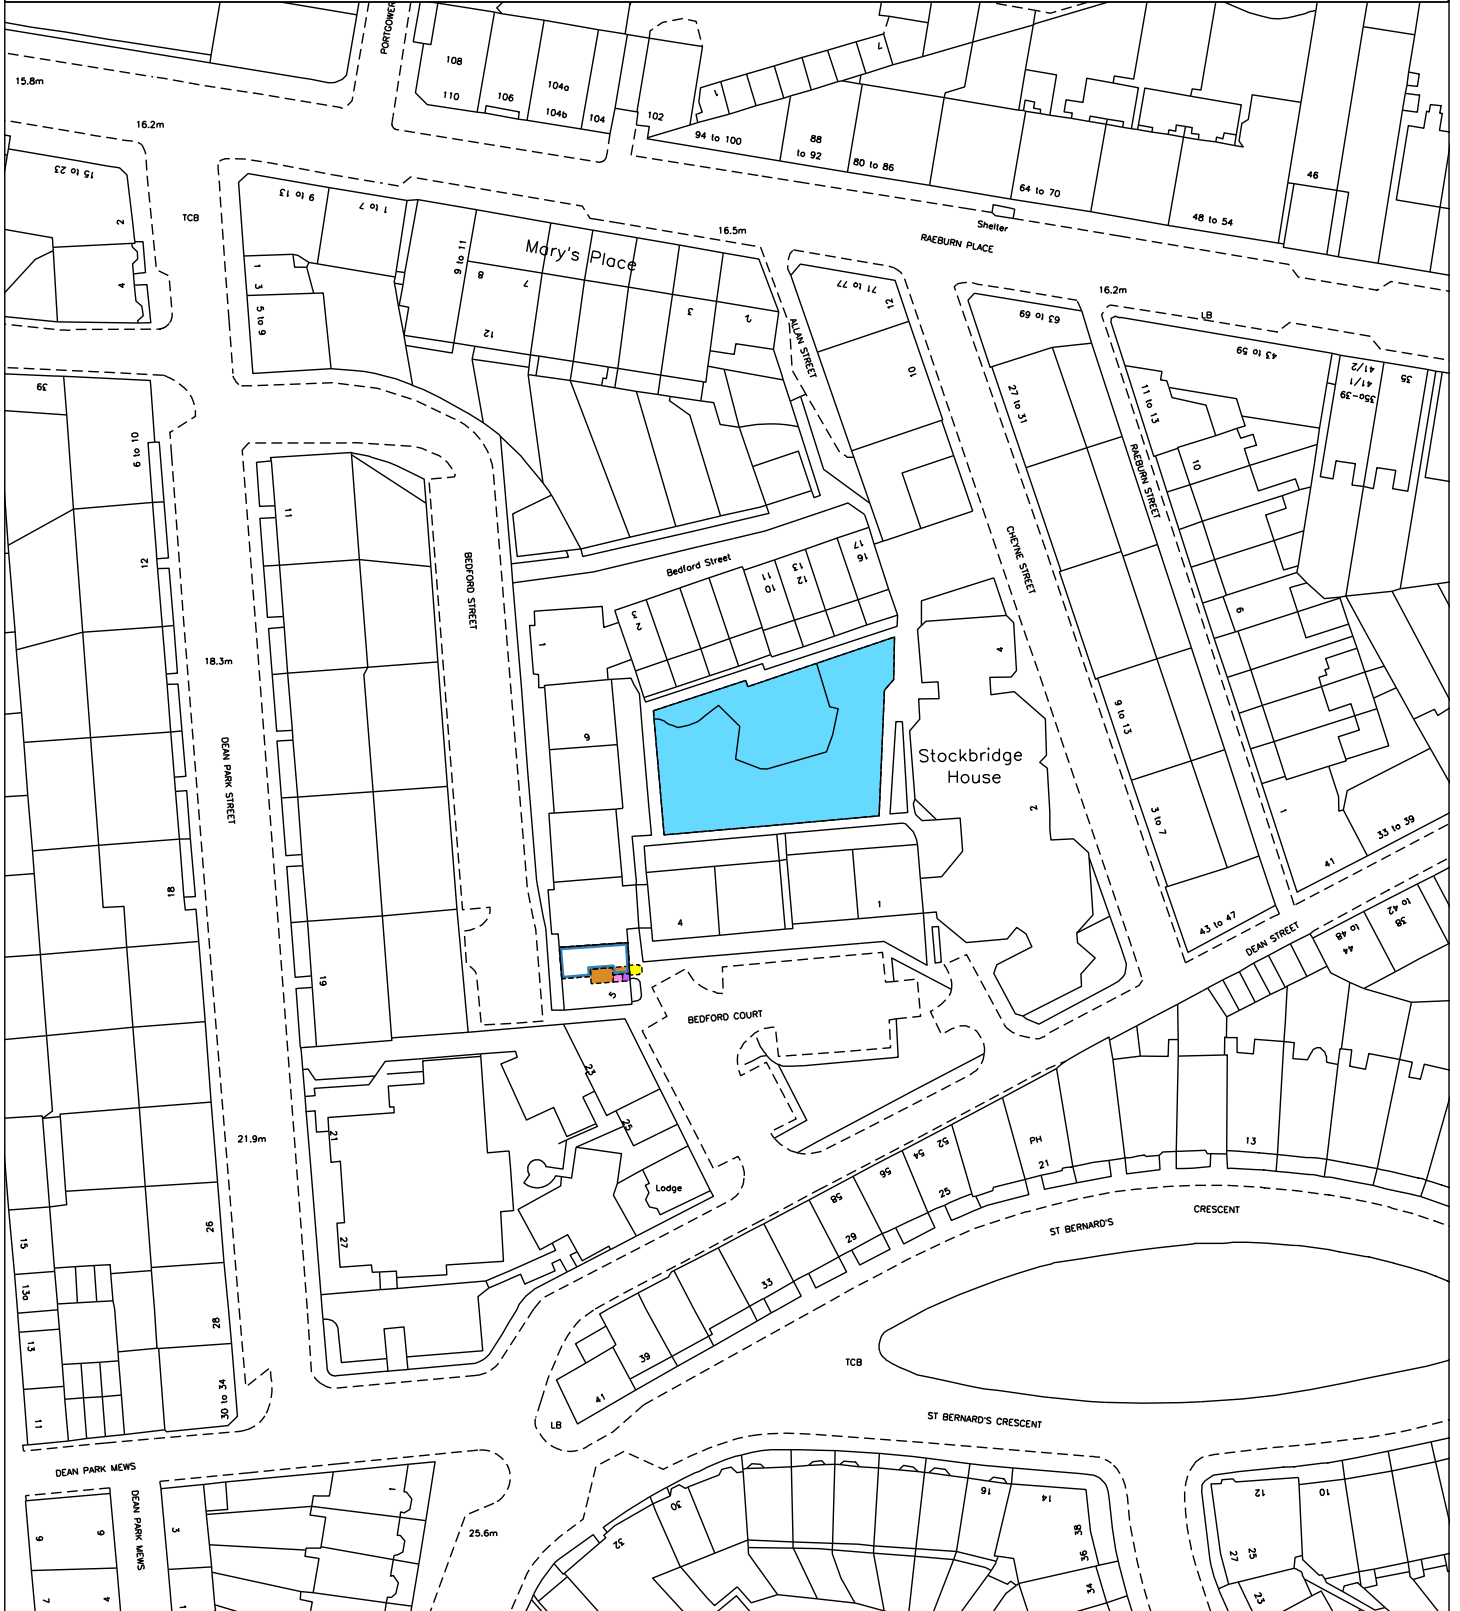 PORTGOWER
108
110
106
104a
104b
104
102
1
7
94 to 100
88
to 92
80 to 86
64 to 70
48 to 54
46
15.8m
16.2m
15 to 23
2
4
TCB
9 to 13
1 to 7
1
3
5 to 9
9 to 11
Mary's Place
8
7
12
3
2
16.5m
Shelter
RAEBURN PLACE
16.2m
LB
ALLAN STREET
71 to 77
12
10
63 to 69
43 to 59
41/2
41/1
35a-39
35
27 to 31
11 to 13
10
RAEBURN STREET
CHEYNE STREET
39
6 to 10
12
11
BEDFORD STREET
Bedford Street
17
16
13
12
11
10
3
2
1
9
4
9
18.3m
DEAN PARK STREET
Stockbridge
House
2
9 to 13
3 to 7
1
33 to 39
41
43 to 47
DEAN STREET
38
to 42
44
to 48
18
19
4
1
5
BEDFORD COURT
23
25
21
21.9m
27
Lodge
26
28
30 to 34
15
13a
13
11
52
54
56
58
25
29
33
39
41
PH
21
13
ST BERNARD'S
CRESCENT
TCB
LB
ST BERNARD'S CRESCENT
DEAN PARK MEWS
DEAN PARK MEWS
9
6
7
4
3
1
1
25.6m
30
32
16
14
38
36
34
12
10
27
25
23